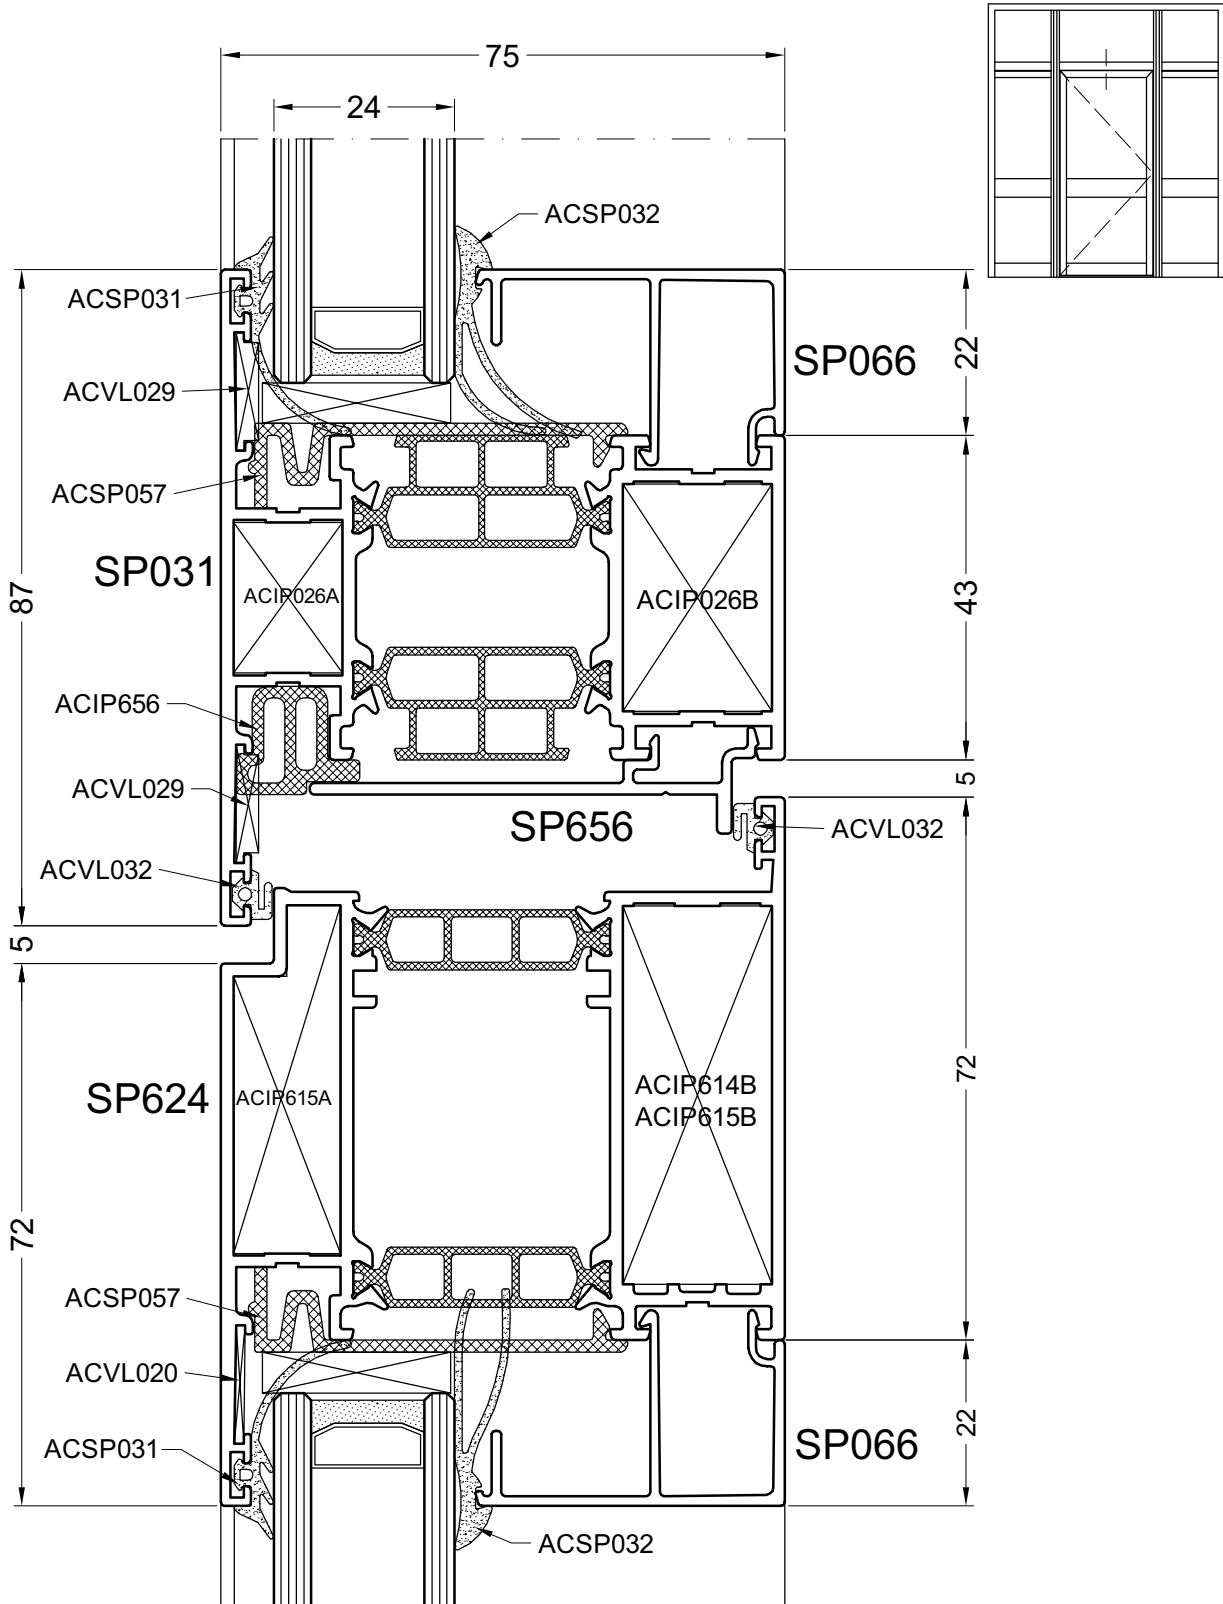 75
24
ACSP032
ACSP031
SP066
22
ACVL029
ACSP057
SP031
87
ACIP026A
ACIP026B
43
ACIP656
ACVL029
5
SP656
ACVL032
ACVL032
5
SP624
ACIP615A
ACIP614B
ACIP615B
72
72
ACSP057
ACVL020
ACSP031
SP066
22
ACSP032